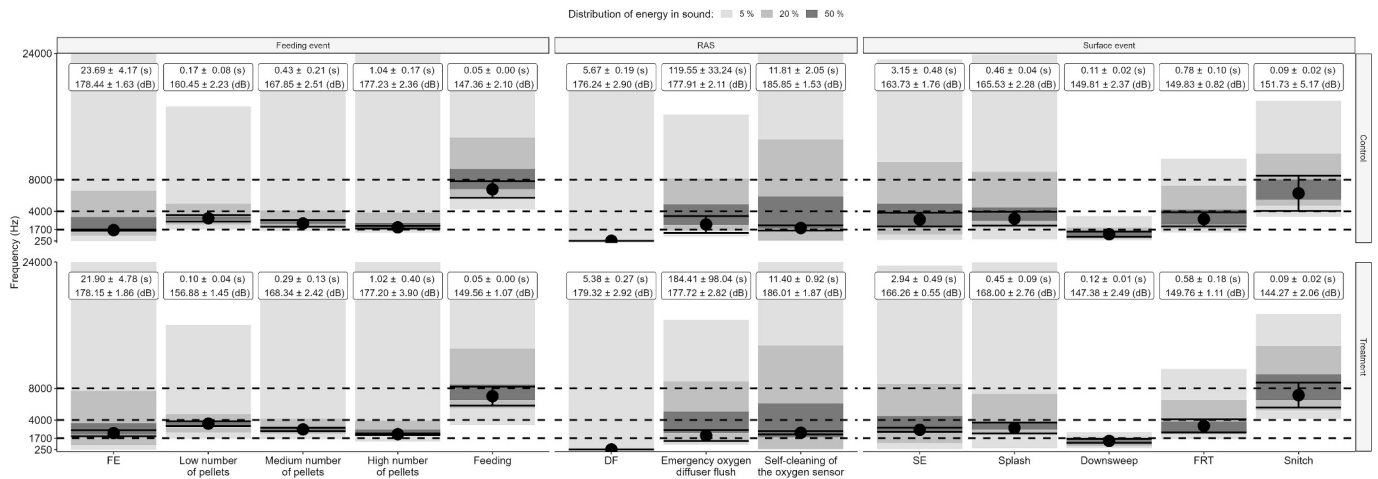 Distribution of energy in sound: 5 % 20 % 50 %
Feeding event RAS Surface event
24000
23.69 ± 4.17 (s) 0.17 ± 0.08 (s) 0.43 ± 0.21 (s) 1.04 ± 0.17 (s) 0.05 ± 0.00 (s) 5.67 ± 0.19 (s) 119.55 ± 33.24 (s) 11.81 ± 2.05 (s) 3.15 ± 0.48 (s) 0.46 ± 0.04 (s) 0.11 ± 0.02 (s) 0.78 ± 0.10 (s) 0.09 ± 0.02 (s)
178.44 ± 1.63 (dB) 160.45 ± 2.23 (dB) 167.85 ± 2.51 (dB) 177.23 ± 2.36 (dB) 147.36 ± 2.10 (dB) 176.24 ± 2.90 (dB) 177.91 ± 2.11 (dB) 185.85 ± 1.53 (dB) 163.73 ± 1.76 (dB) 165.53 ± 2.28 (dB) 149.81 ± 2.37 (dB) 149.83 ± 0.82 (dB) 151.73 ± 5.17 (dB)
Control
8000
4000
1700
250
Frequency (Hz)
24000
21.90 ± 4.78 (s) 0.10 ± 0.04 (s) 0.29 ± 0.13 (s) 1.02 ± 0.40 (s) 0.05 ± 0.00 (s) 5.38 ± 0.27 (s) 184.41 ± 98.04 (s) 11.40 ± 0.92 (s) 2.94 ± 0.49 (s) 0.45 ± 0.09 (s) 0.12 ± 0.01 (s) 0.58 ± 0.18 (s) 0.09 ± 0.02 (s)
178.15 ± 1.86 (dB) 156.88 ± 1.45 (dB) 168.34 ± 2.42 (dB) 177.20 ± 3.90 (dB) 149.56 ± 1.07 (dB) 179.32 ± 2.92 (dB) 177.72 ± 2.82 (dB) 186.01 ± 1.87 (dB) 166.26 ± 0.55 (dB) 168.00 ± 2.76 (dB) 147.38 ± 2.49 (dB) 149.76 ± 1.11 (dB) 144.27 ± 2.06 (dB)
Treatment
8000
4000
1700
250
FE Low number Medium number High number Feeding DF Emergency oxygen Self-cleaning of SE Splash Downsweep FRT Snitch
of pellets of pellets of pellets diffuser flush the oxygen sensor